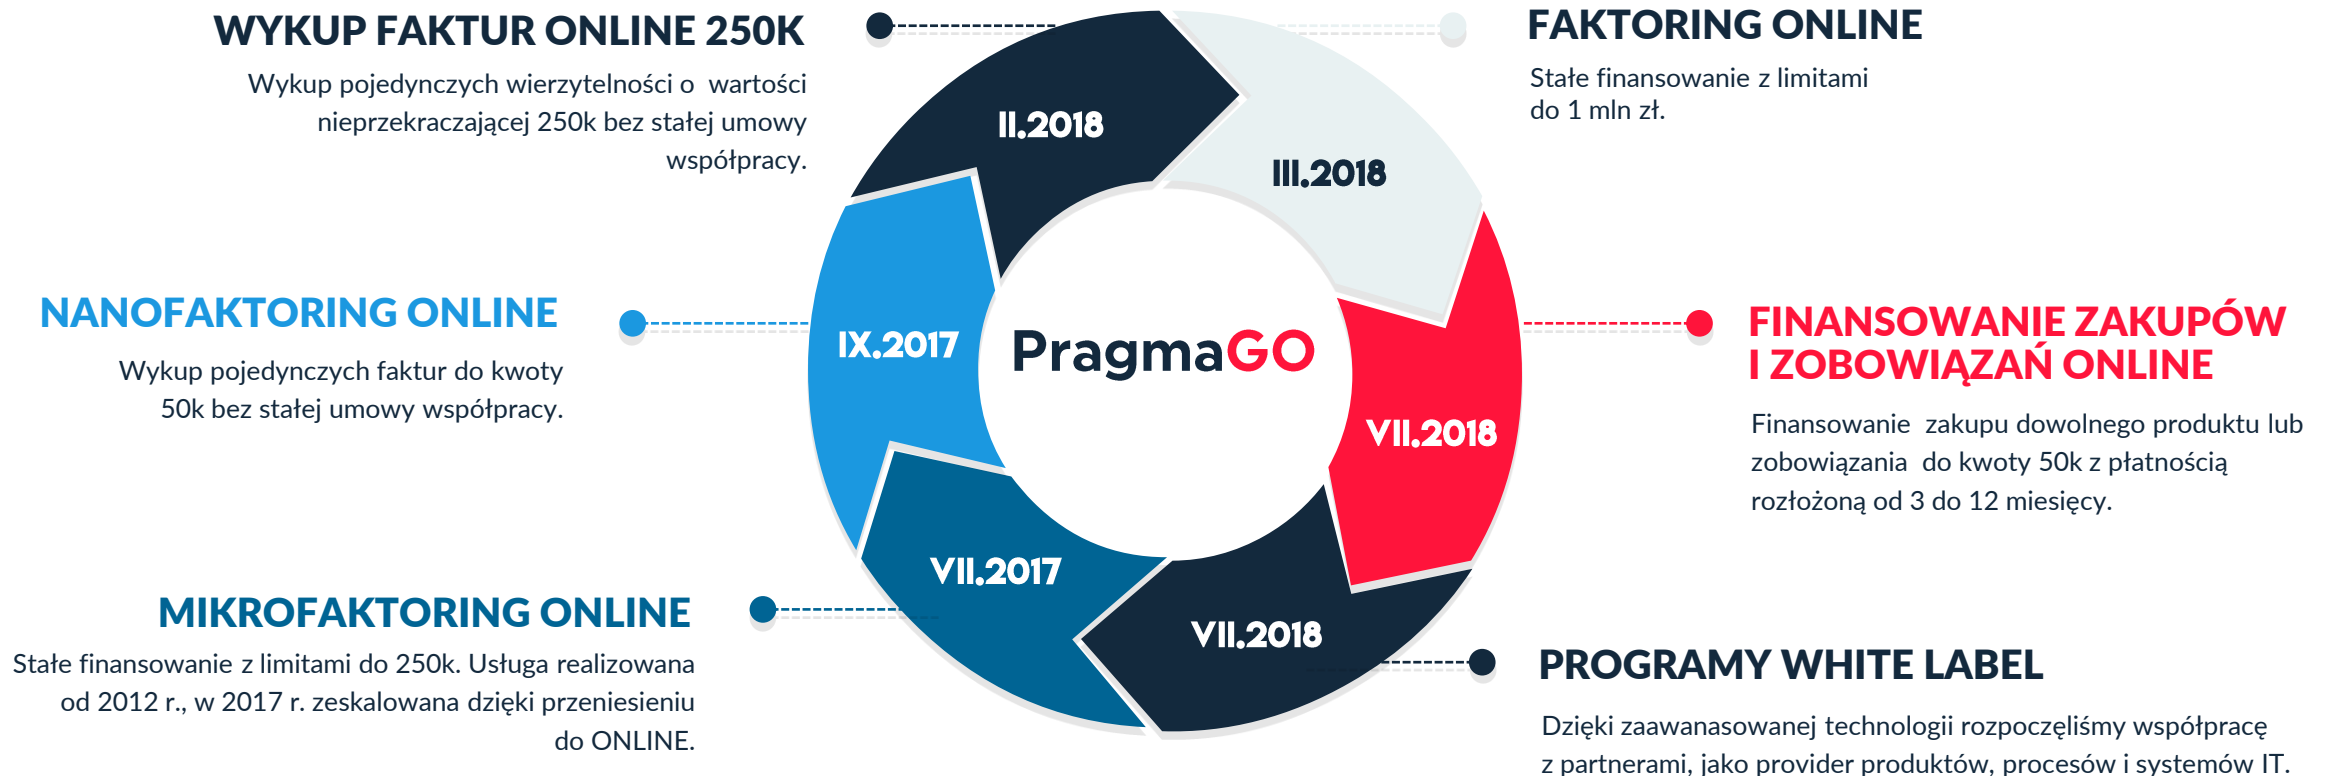 WYKUP FAKTUR ONLINE 250K
Wykup pojedynczych wierzytelności o wartości
nieprzekraczającej 250k bez stałej umowy
współpracy.
II.2018
FAKTORING ONLINE
Stałe finansowanie z limitami
do 1 mln zł.
III.2018
NANOFAKTORING ONLINE
Wykup pojedynczych faktur do kwoty
50k bez stałej umowy współpracy.
IX.2017
PragmaGO
FINANSOWANIE ZAKUPÓW
I ZOBOWIĄZAŃ ONLINE
Finansowanie zakupu dowolnego produktu lub
zobowiązania do kwoty 50k z płatnością
rozłożoną od 3 do 12 miesięcy.
VII.2018
MIKROFAKTORING ONLINE
Stałe finansowanie z limitami do 250k. Usługa realizowana
od 2012 r., w 2017 r. zeskalowana dzięki przeniesieniu
do ONLINE.
VII.2017
VII.2018
PROGRAMY WHITE LABEL
Dzięki zaawanasowanej technologii rozpoczęliśmy współpracę
z partnerami, jako provider produktów, procesów i systemów IT.